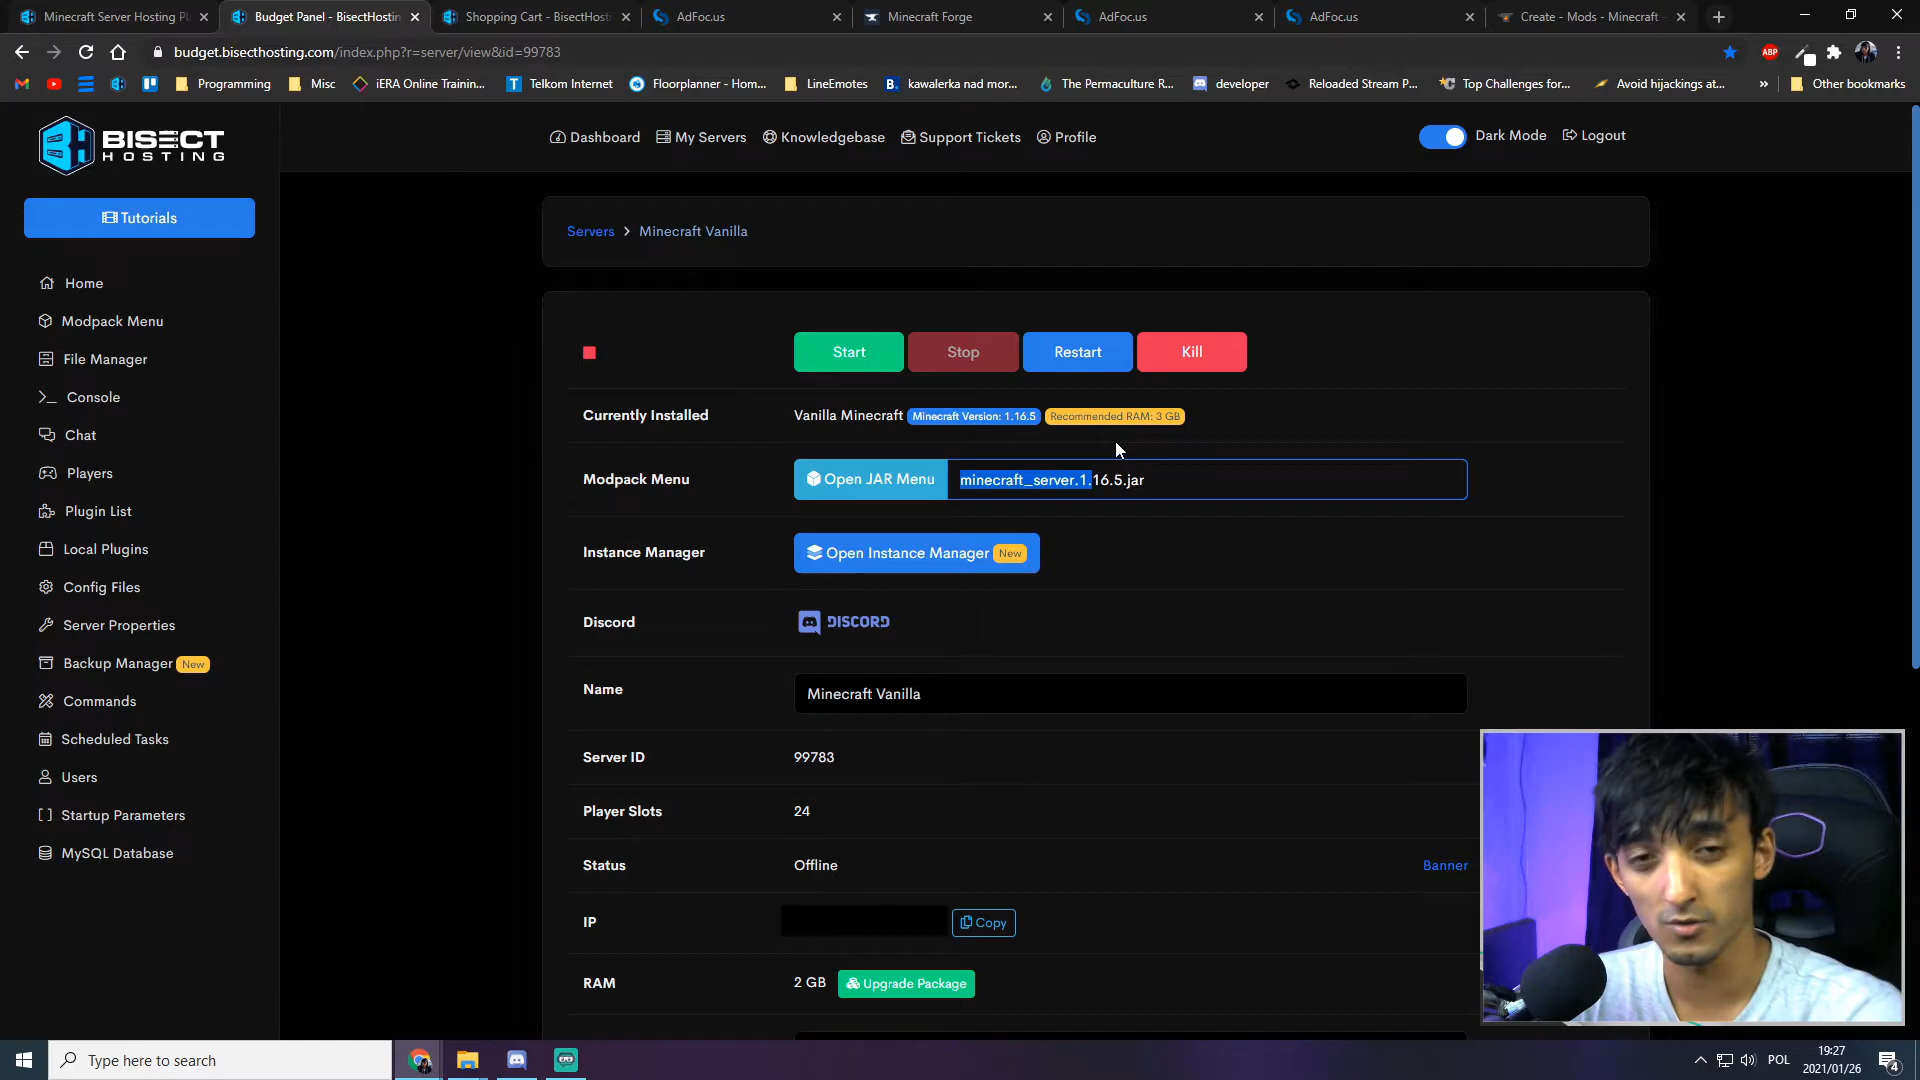 Minecraft Server Hosting Pl
Budget Panel - BisectHostin
Shopping Cart - BisectHosti
AdFoc.us
Minecraft Forge
AdFoc.us
AdFoc.us
Create - Mods - Minecraft
budget.bisecthosting.com/index.php?r=server/view&id=99783
ABP
Programming
Misc
iERA Online Trainin...
Telkom Internet
Floorplanner - Hom...
LineEmotes
kawalerka nad mor...
The Permaculture R...
developer
Reloaded Stream P...
Top Challenges for...
Avoid hijackings at...
Other bookmarks
BISECT
HOSTING
Dashboard
My Servers
Knowledgebase
Support Tickets
Profile
Dark Mode
Logout
Tutorials
Home
Modpack Menu
File Manager
Console
Chat
Players
Plugin List
Local Plugins
Config Files
Server Properties
Backup Manager New
Commands
Scheduled Tasks
Users
Startup Parameters
MySQL Database
Servers > Minecraft Vanilla
Start
Stop
Restart
Kill
Currently Installed
Vanilla Minecraft Minecraft Version: 1.16.5 Recommended RAM: 3 GB
Modpack Menu
Open JAR Menu
minecraft_server.1.16.5.jar
Instance Manager
Open Instance Manager New
Discord
DISCORD
Name
Minecraft Vanilla
Server ID
99783
Player Slots
24
Status
Offline
Banner
IP
Copy
RAM
2 GB
Upgrade Package
Type here to search
POL
19:27
2021/01/26
4